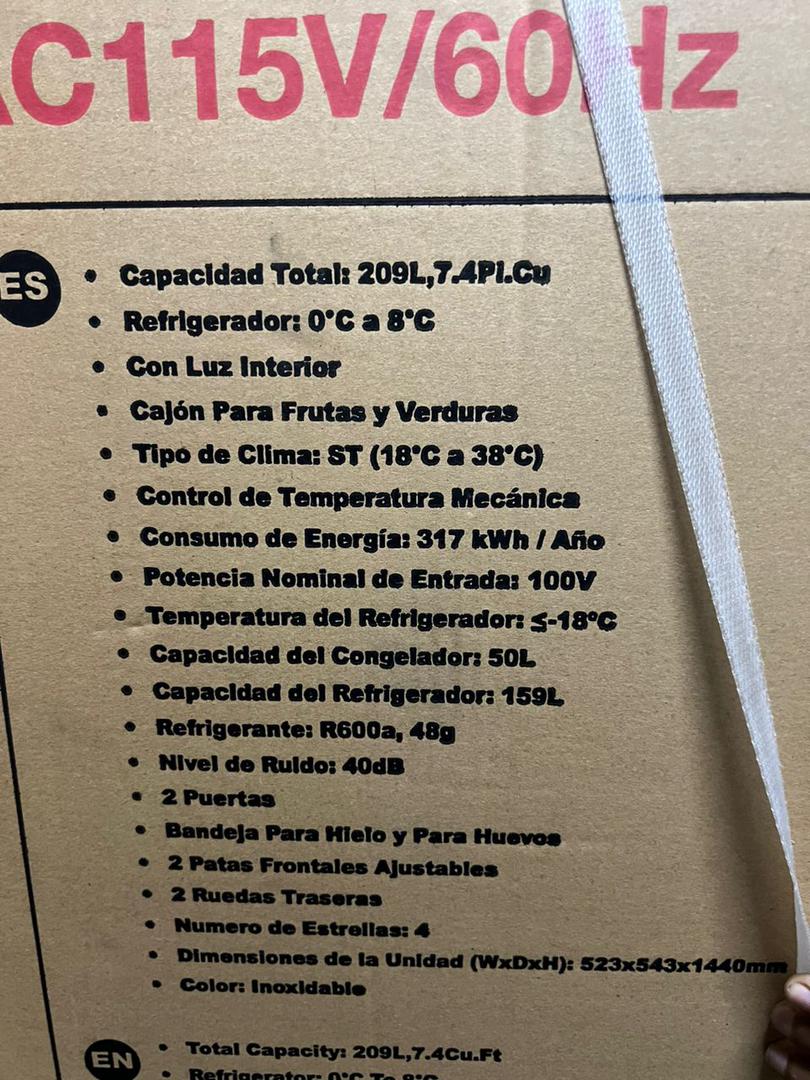 AC115V/60Hz
ES
• Capacidad Total: 209L,7.4Pi.Cu
• Refrigerador: 0°C a 8°C
• Con Luz Interior
• Cajón Para Frutas y Verduras
• Tipo de Clima: ST (18°C a 38°C)
• Control de Temperatura Mecánica
• Consumo de Energía: 317 kWh / Año
• Potencia Nominal de Entrada: 100V
• Temperatura del Refrigerador: ≤-18°C
• Capacidad del Congelador: 50L
• Capacidad del Refrigerador: 159L
• Refrigerante: R600a, 48g
• Nivel de Ruido: 40dB
• 2 Puertas
• Bandeja Para Hielo y Para Huevos
• 2 Patas Frontales Ajustables
• 2 Ruedas Traseras
• Numero de Estrellas: 4
• Dimensiones de la Unidad (WxDxH): 523x543x1440mm
• Color: Inoxidable
EN
• Total Capacity: 209L,7.4Cu.Ft
• Refrigerator: 0°C To 8°C